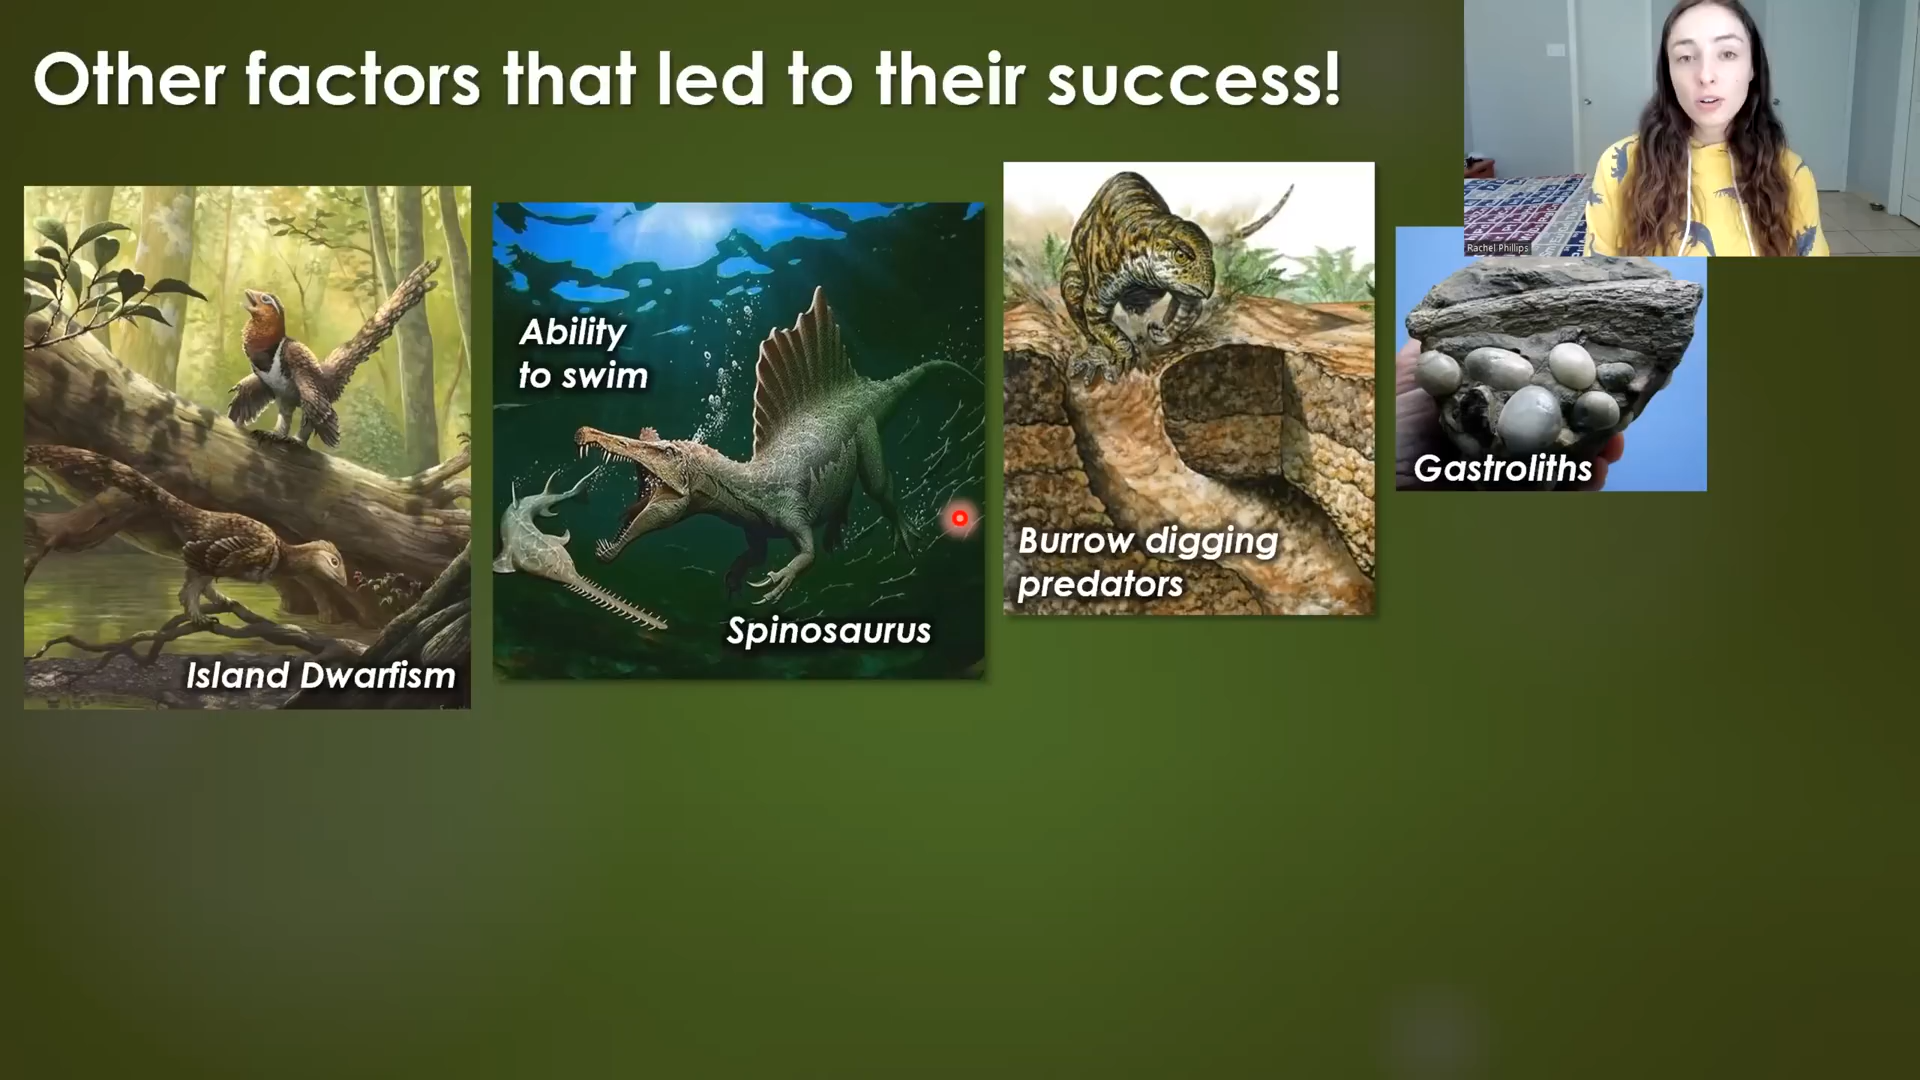 Other factors that led to their success!
Rachel Phillips
Island Dwarfism
Ability
to swim
Spinosaurus
Burrow digging
predators
Gastroliths